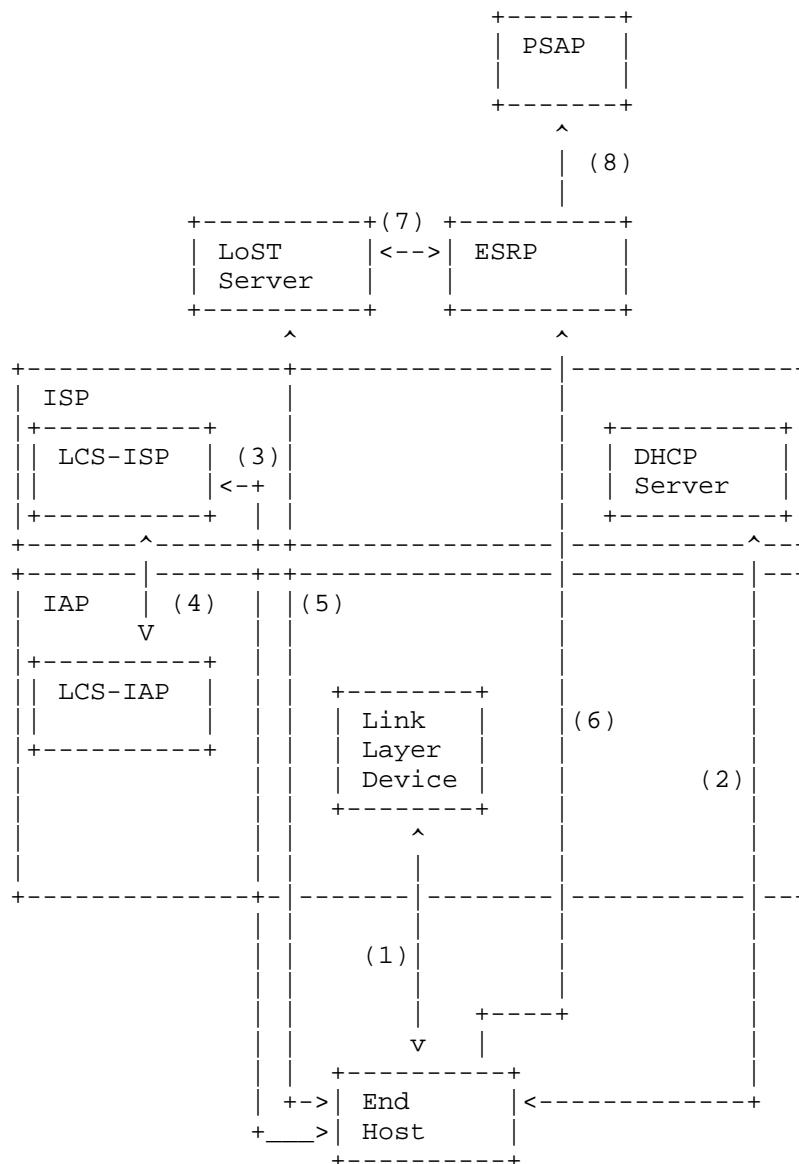 PSAP
(8)
(7)
LoST Server
ESRP
ISP
LCS-ISP
(3)
DHCP Server
IAP
(4)
(5)
LCS-IAP
Link Layer Device
(6)
(2)
(1)
End Host